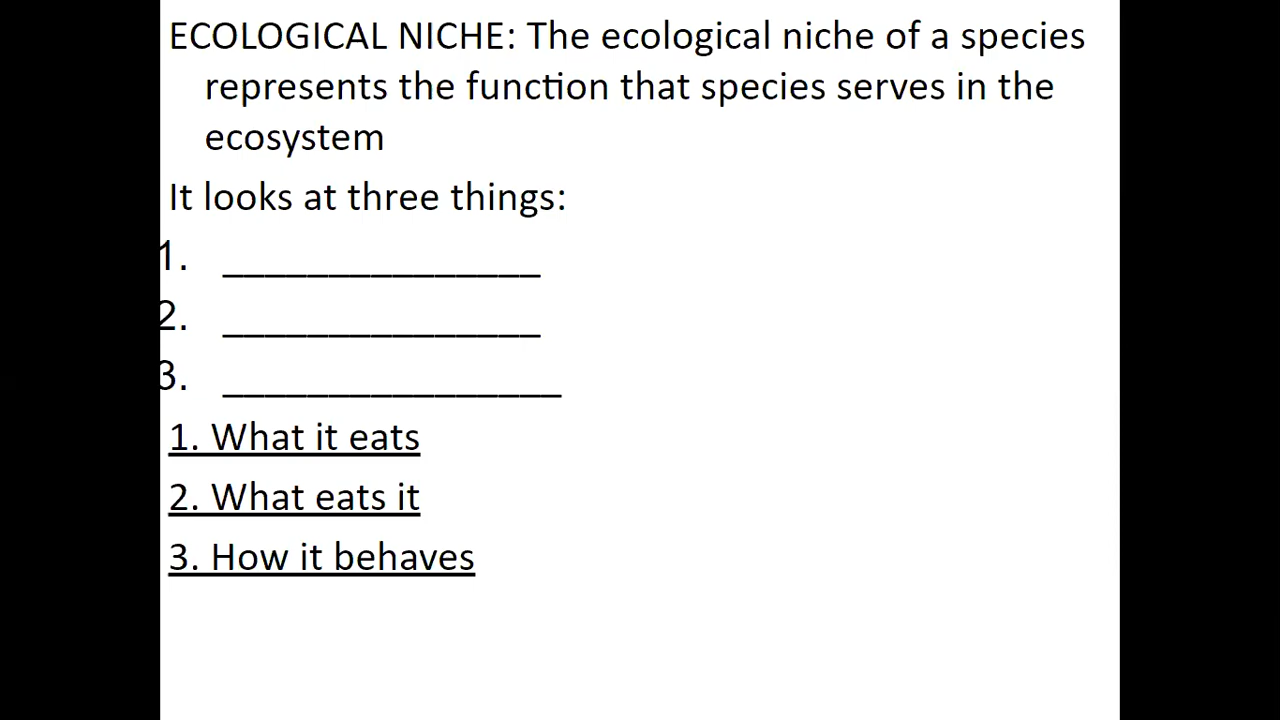 ECOLOGICAL NICHE: The ecological niche of a species
represents the function that species serves in the
ecosystem
It looks at three things:
1. _______________
2. _______________
3. ________________
1. What it eats
2. What eats it
3. How it behaves